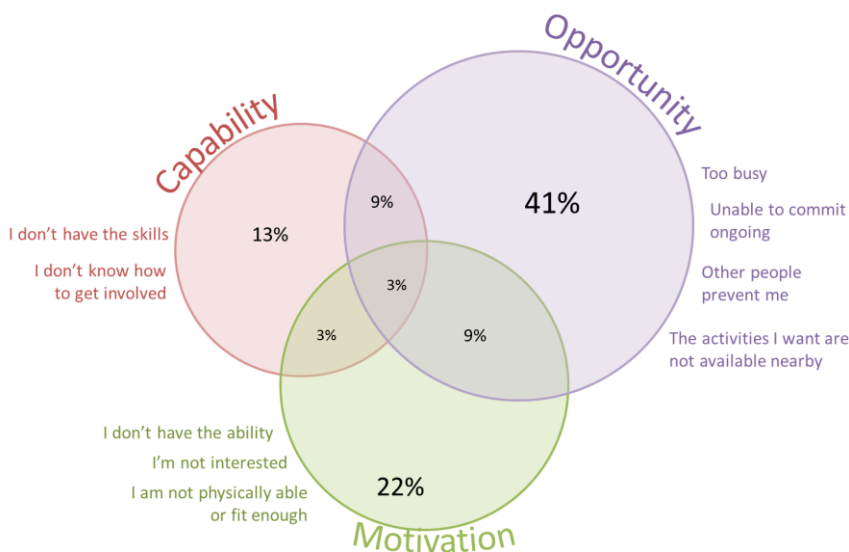 Opportunity
Capability
Too busy
9%
41%
Unable to commit
ongoing
I don't have the skills
13%
I don't know how
to get involved
Other people
prevent me
3%
3%
9%
The activities I want are
not available nearby
I don't have the ability
I'm not interested
I am not physically able
or fit enough
22%
Motivation